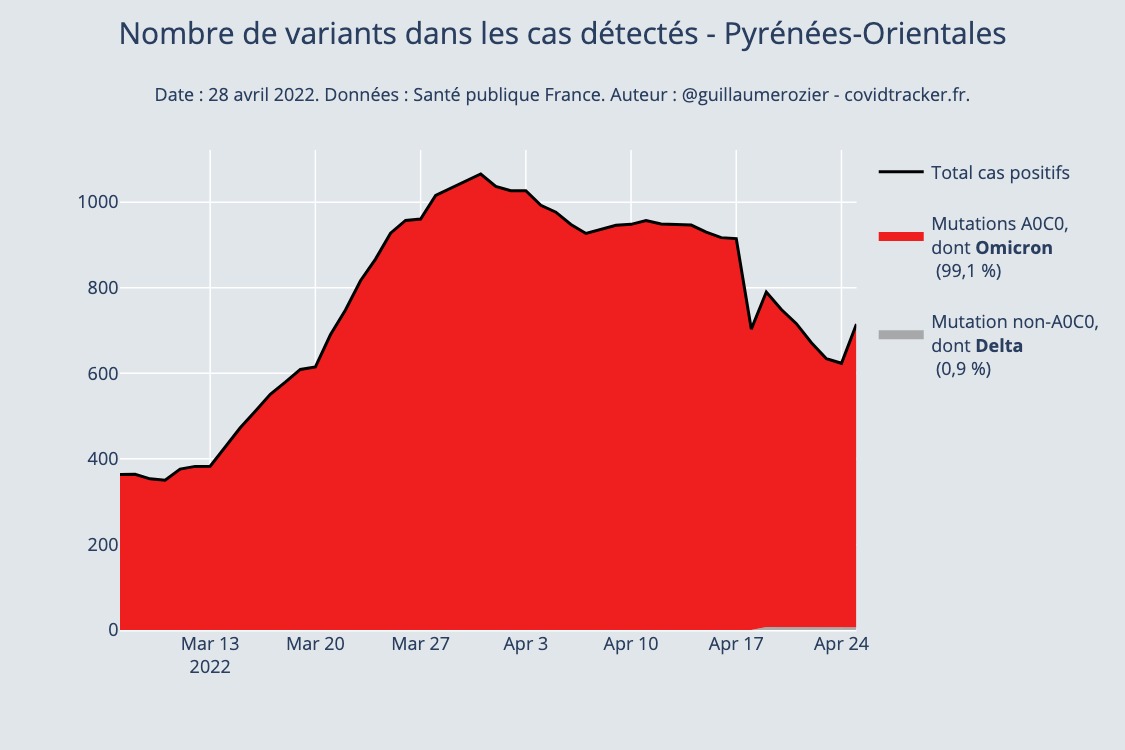 Nombre de variants dans les cas détectés - Pyrénées-Orientales
Date : 28 avril 2022. Données : Santé publique France. Auteur : @guillaumerozier - covidtracker.fr.
Total cas positifs
Mutations A0C0,
dont Omicron
(99,1 %)
Mutation non-A0C0,
dont Delta
(0,9 %)
1000
800
600
400
200
0
Mar 13 Mar 20 Mar 27 Apr 3 Apr 10 Apr 17 Apr 24
2022